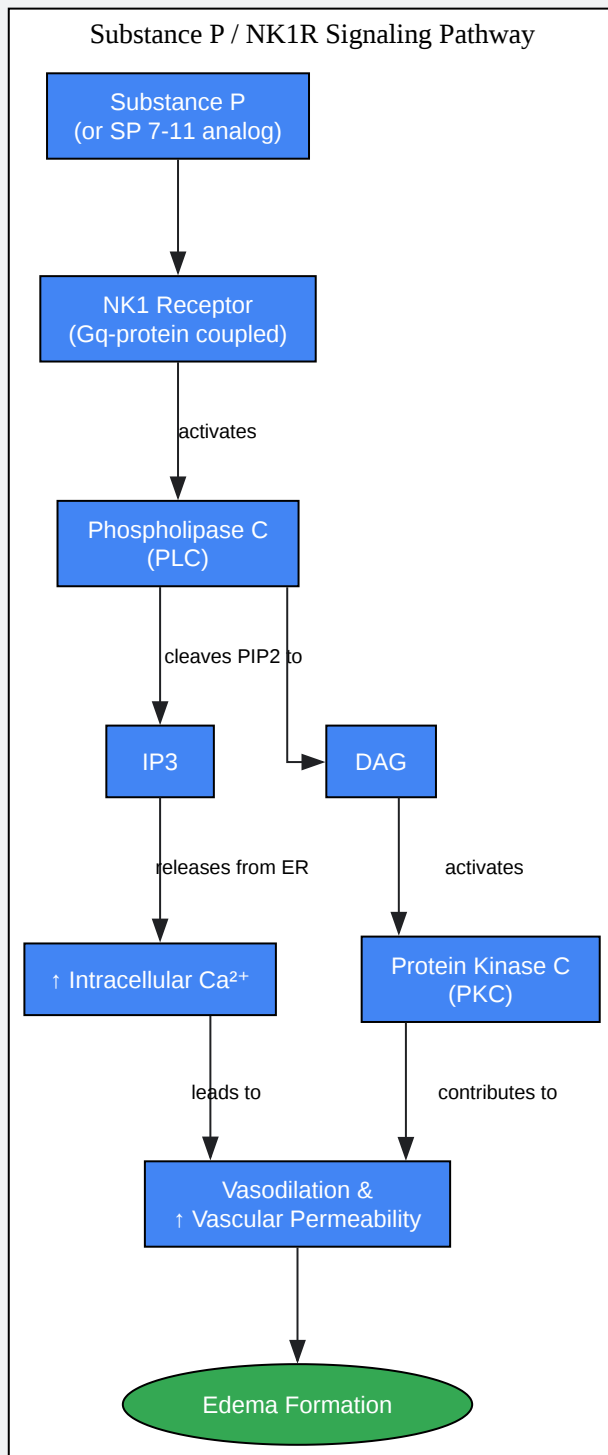 Substance P / NK1R Signaling Pathway
Substance P
(or SP 7-11 analog)
NK1 Receptor
(Gq-protein coupled)
activates
Phospholipase C
(PLC)
cleaves PIP2 to
IP3
DAG
releases from ER
activates
↑ Intracellular Ca²⁺
Protein Kinase C
(PKC)
leads to
contributes to
Vasodilation &
↑ Vascular Permeability
Edema Formation